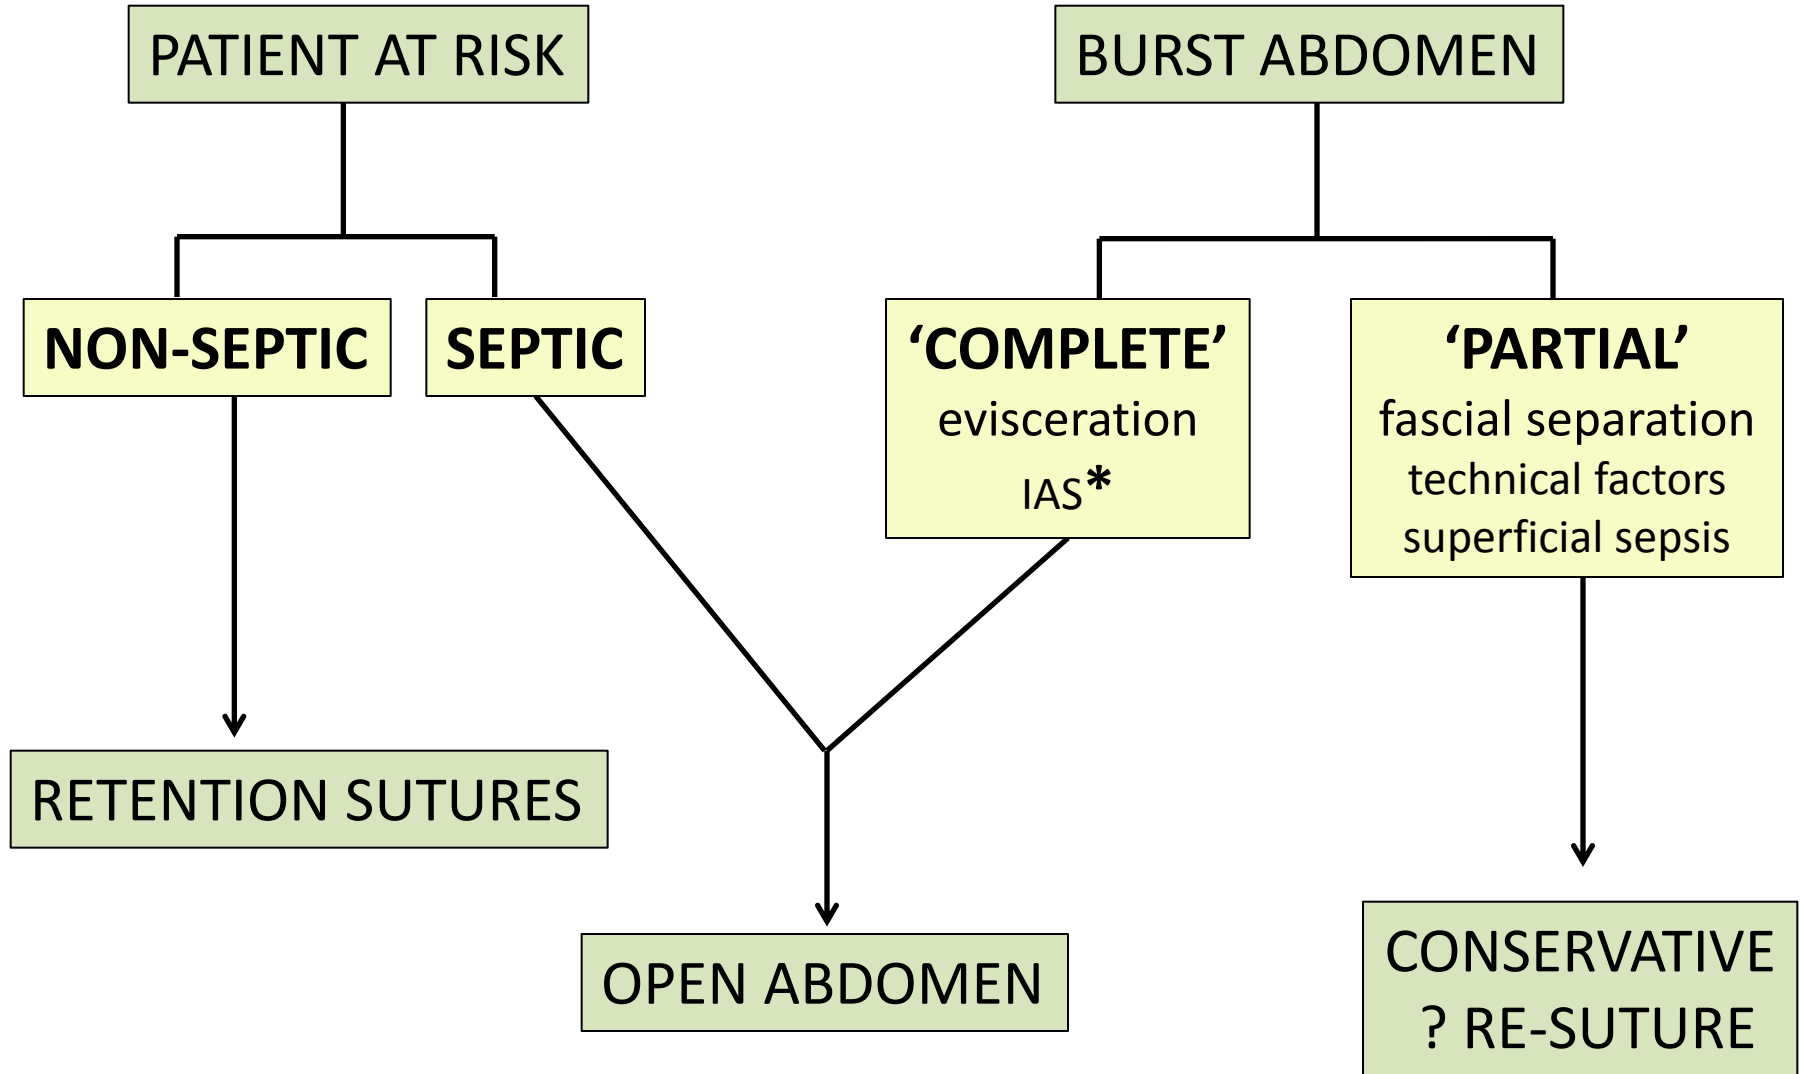 PATIENT AT RISK
BURST ABDOMEN
NON-SEPTIC
SEPTIC
‘COMPLETE’
evisceration
IAS*
‘PARTIAL’
fascial separation
technical factors
superficial sepsis
RETENTION SUTURES
OPEN ABDOMEN
CONSERVATIVE
? RE-SUTURE